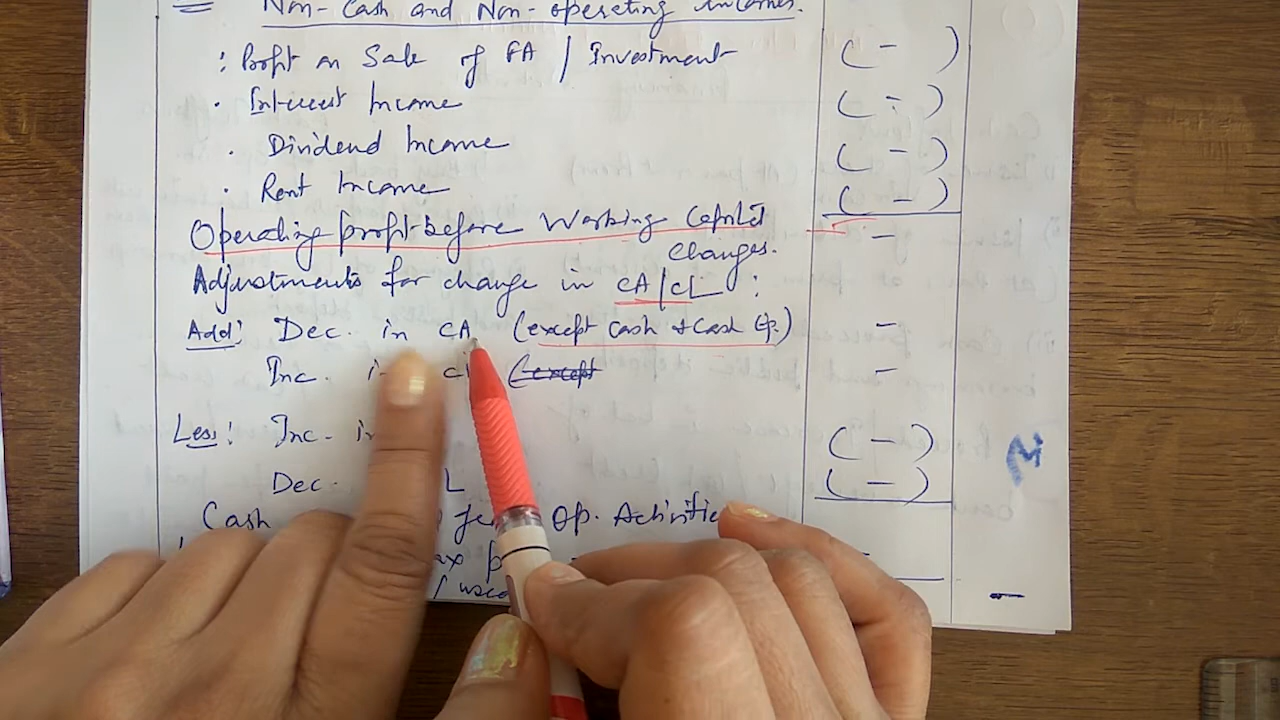 Non-Cash and Non-operating incomes.
: Profit on Sale of FA / Investment ( - )
. Interest Income ( - )
. Dividend Income ( - )
. Rent Income ( - )
Operating profit before Working Capital -
Changes.
Adjustments for change in CA/CL :
Add: Dec. in CA (except cash & Cash Eq.) -
Inc. -
Less: Inc. in ( - )
Dec. L ( - )
Cash Op. Activities